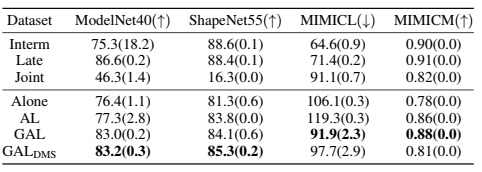 Dataset ModelNet40(↑) ShapeNet55(↑) MIMICL(↓) MIMICM(↑)
Interm 75.3(18.2) 88.6(0.1) 64.6(0.9) 0.90(0.0)
Late 86.6(0.2) 88.4(0.1) 71.4(0.2) 0.91(0.0)
Joint 46.3(1.4) 16.3(0.0) 91.1(0.7) 0.82(0.0)
Alone 76.4(1.1) 81.3(0.6) 106.1(0.3) 0.78(0.0)
AL 77.3(2.8) 83.8(0.0) 119.3(0.3) 0.86(0.0)
GAL 83.0(0.2) 84.1(0.6) 91.9(2.3) 0.88(0.0)
GALDMS 83.2(0.3) 85.3(0.2) 97.7(2.9) 0.81(0.0)